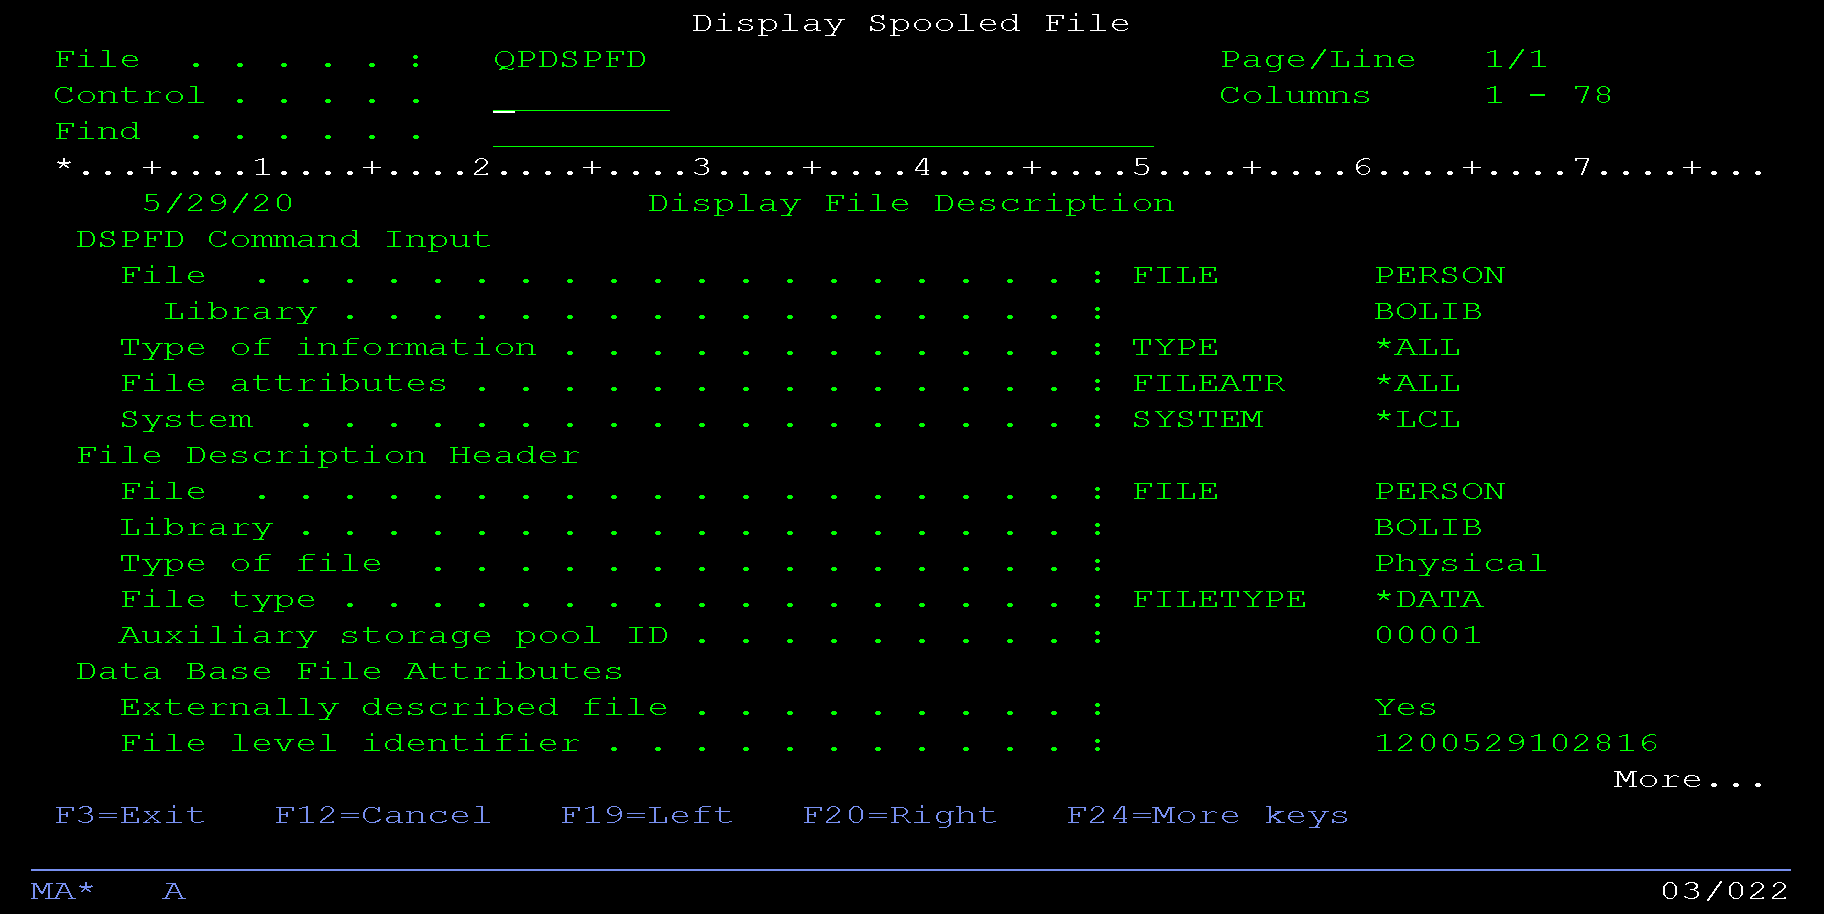 Display Spooled File
File  . . . . . :   QPDSPFD                          Page/Line   1/1
Control . . . . .   _                                Columns     1 - 78
Find  . . . . . .
*...+....1....+....2....+....3....+....4....+....5....+....6....+....7....+...
    5/29/20                Display File Description
 DSPFD Command Input
   File  . . . . . . . . . . . . . . . . . . . : FILE       PERSON
     Library . . . . . . . . . . . . . . . . . :            BOLIB
   Type of information . . . . . . . . . . . . : TYPE       *ALL
   File attributes . . . . . . . . . . . . . . : FILEATR    *ALL
   System  . . . . . . . . . . . . . . . . . . : SYSTEM     *LCL
 File Description Header
   File  . . . . . . . . . . . . . . . . . . . : FILE       PERSON
   Library . . . . . . . . . . . . . . . . . . :            BOLIB
   Type of file  . . . . . . . . . . . . . . . :            Physical
   File type . . . . . . . . . . . . . . . . . : FILETYPE   *DATA
   Auxiliary storage pool ID . . . . . . . . . :            00001
 Data Base File Attributes
   Externally described file . . . . . . . . . :            Yes
   File level identifier . . . . . . . . . . . :            1200529102816
More...
F3=Exit   F12=Cancel   F19=Left   F20=Right   F24=More keys
MA*   A   03/022